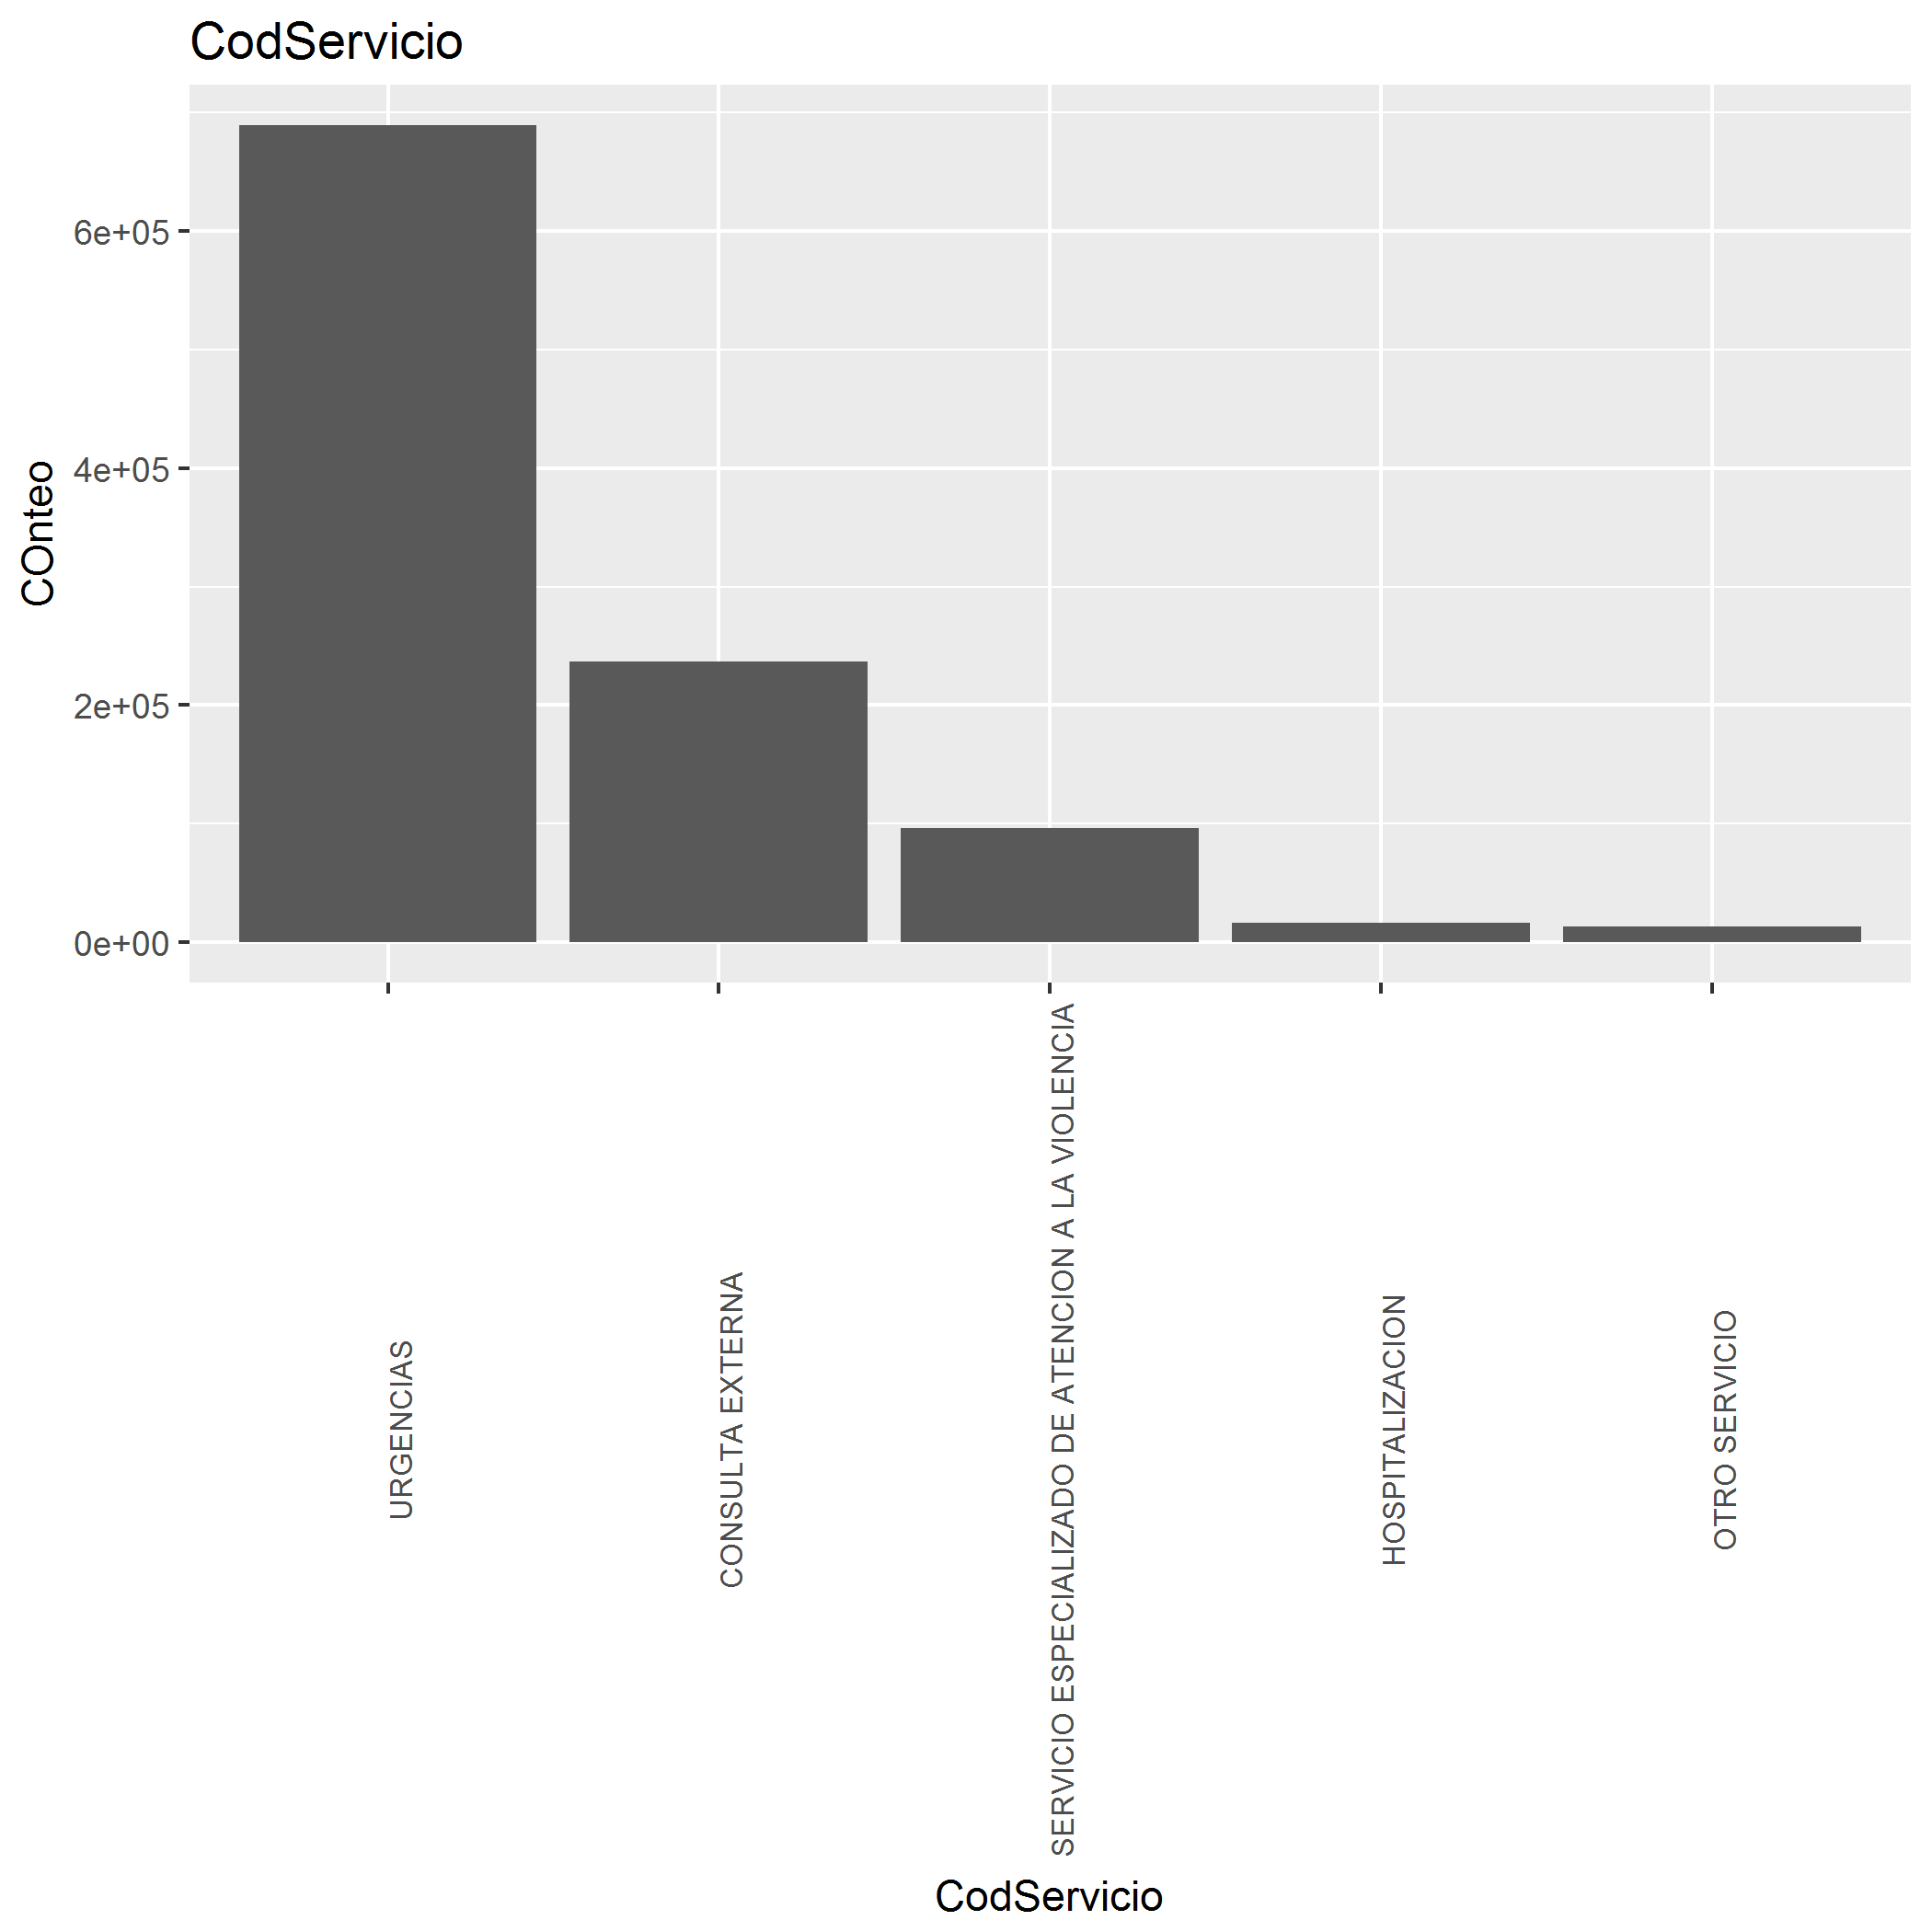 CodServicio
COnteo
6e+05
4e+05
2e+05
0e+00
URGENCIAS
CONSULTA EXTERNA
SERVICIO ESPECIALIZADO DE ATENCION A LA VIOLENCIA
HOSPITALIZACION
OTRO SERVICIO
CodServicio